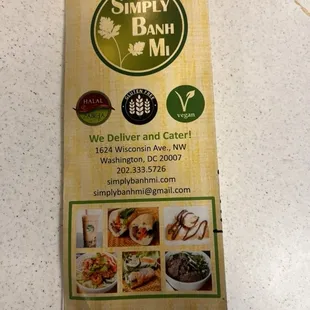 SIMPLY
BANH
MI
HALAL
GLUTEN FREE
vegan
We Deliver and Cater!
1624 Wisconsin Ave., NW
Washington, DC 20007
202.333.5726
simplybanhmi.com
simplybanhmi@gmail.com